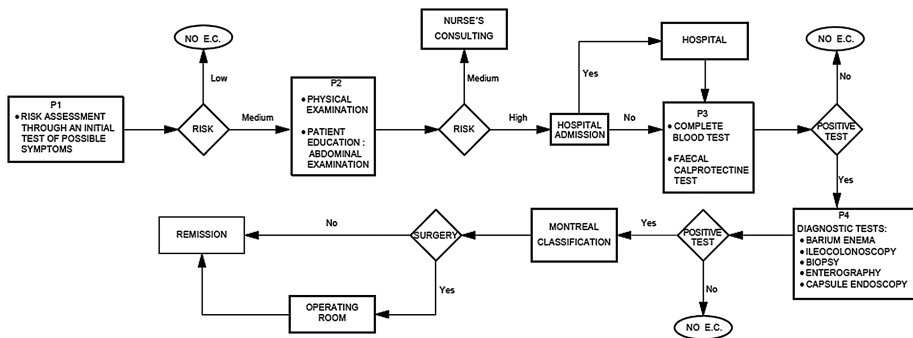 NO E.C.
Low
P1
• RISK ASSESSMENT
THROUGH AN INITIAL
TEST OF POSSIBLE
SYMPTOMS
RISK
Medium
P2
• PHYSICAL
EXAMINATION
• PATIENT
EDUCATION :
ABDOMINAL
EXAMINATION
NURSE'S
CONSULTING
Medium
RISK
High
HOSPITAL
ADMISSION
Yes
No
HOSPITAL
P3
• COMPLETE
BLOOD TEST
• FAECAL
CALPROTECTINE
TEST
NO E.C.
No
POSITIVE
TEST
Yes
P4
DIAGNOSTIC TESTS:
• BARIUM ENEMA
• ILEOCOLONOSCOPY
• BIOPSY
• ENTEROGRAPHY
• CAPSULE ENDOSCOPY
POSITIVE
TEST
No
NO E.C.
Yes
MONTREAL
CLASSIFICATION
SURGERY
No
REMISSION
Yes
OPERATING
ROOM